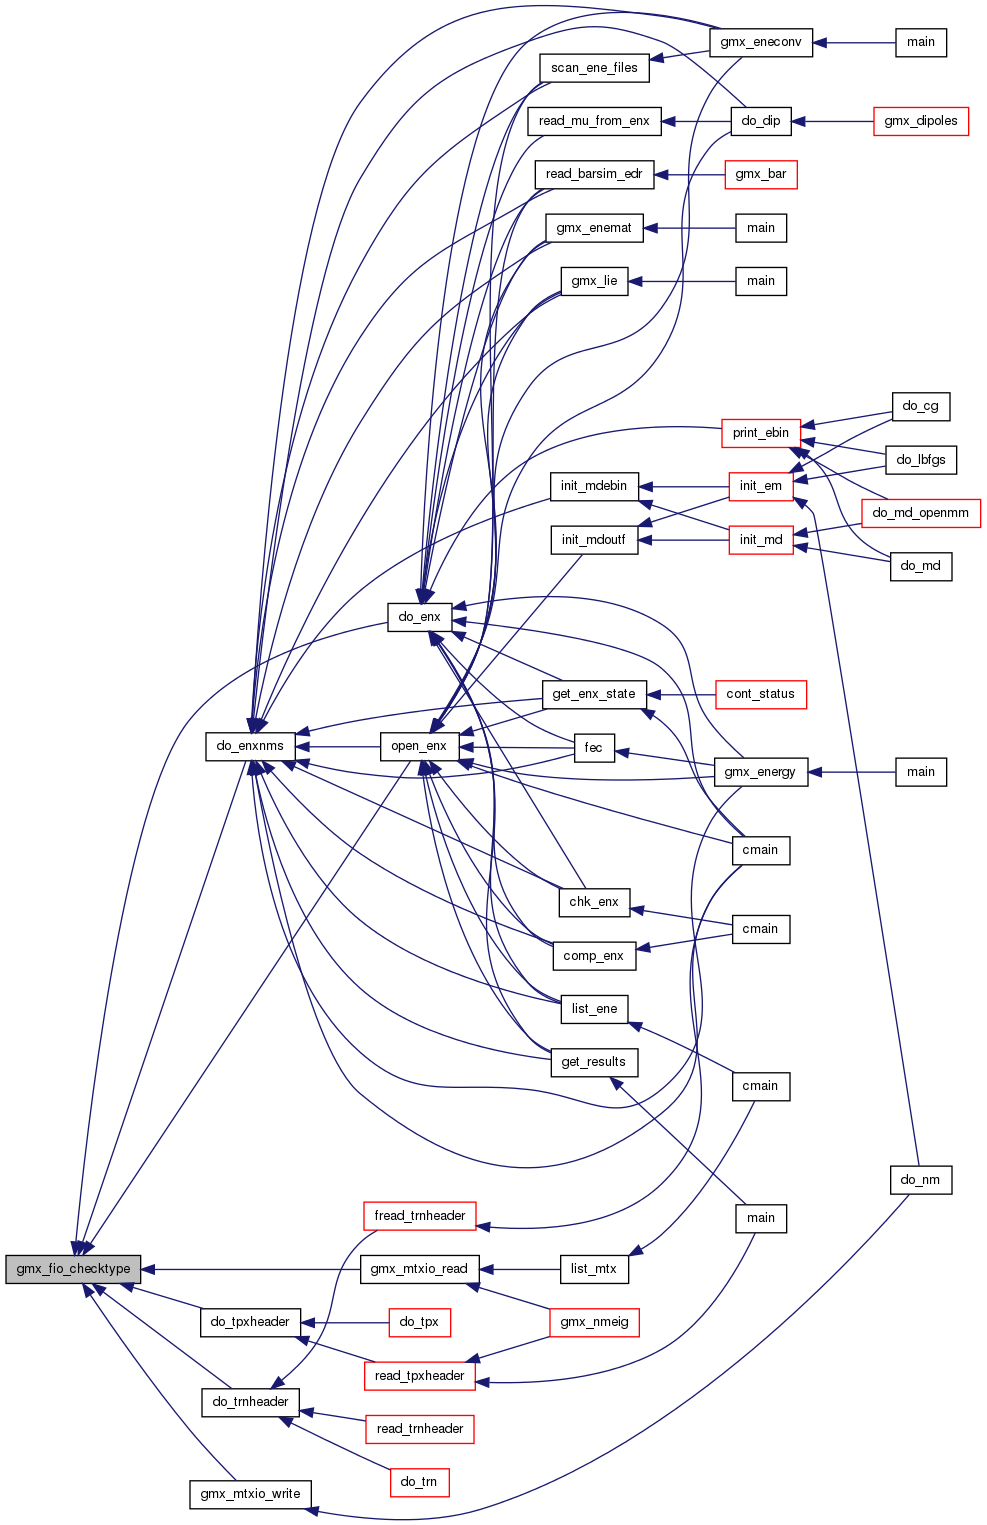 gmx_eneconv
main
scan_ene_files
read_mu_from_enx
do_dip
gmx_dipoles
read_barsim_edr
gmx_bar
gmx_enemat
main
gmx_lie
main
do_cg
print_ebin
do_lbfgs
init_mdebin
init_em
do_md_openmm
init_mdoutf
init_md
do_md
do_enx
get_enx_state
cont_status
do_enxnms
open_enx
fec
gmx_energy
main
cmain
chk_enx
cmain
comp_enx
list_ene
get_results
cmain
do_nm
fread_trnheader
main
gmx_fio_checktype
gmx_mtxio_read
list_mtx
do_tpxheader
do_tpx
gmx_nmeig
read_tpxheader
do_trnheader
read_trnheader
do_trn
gmx_mtxio_write